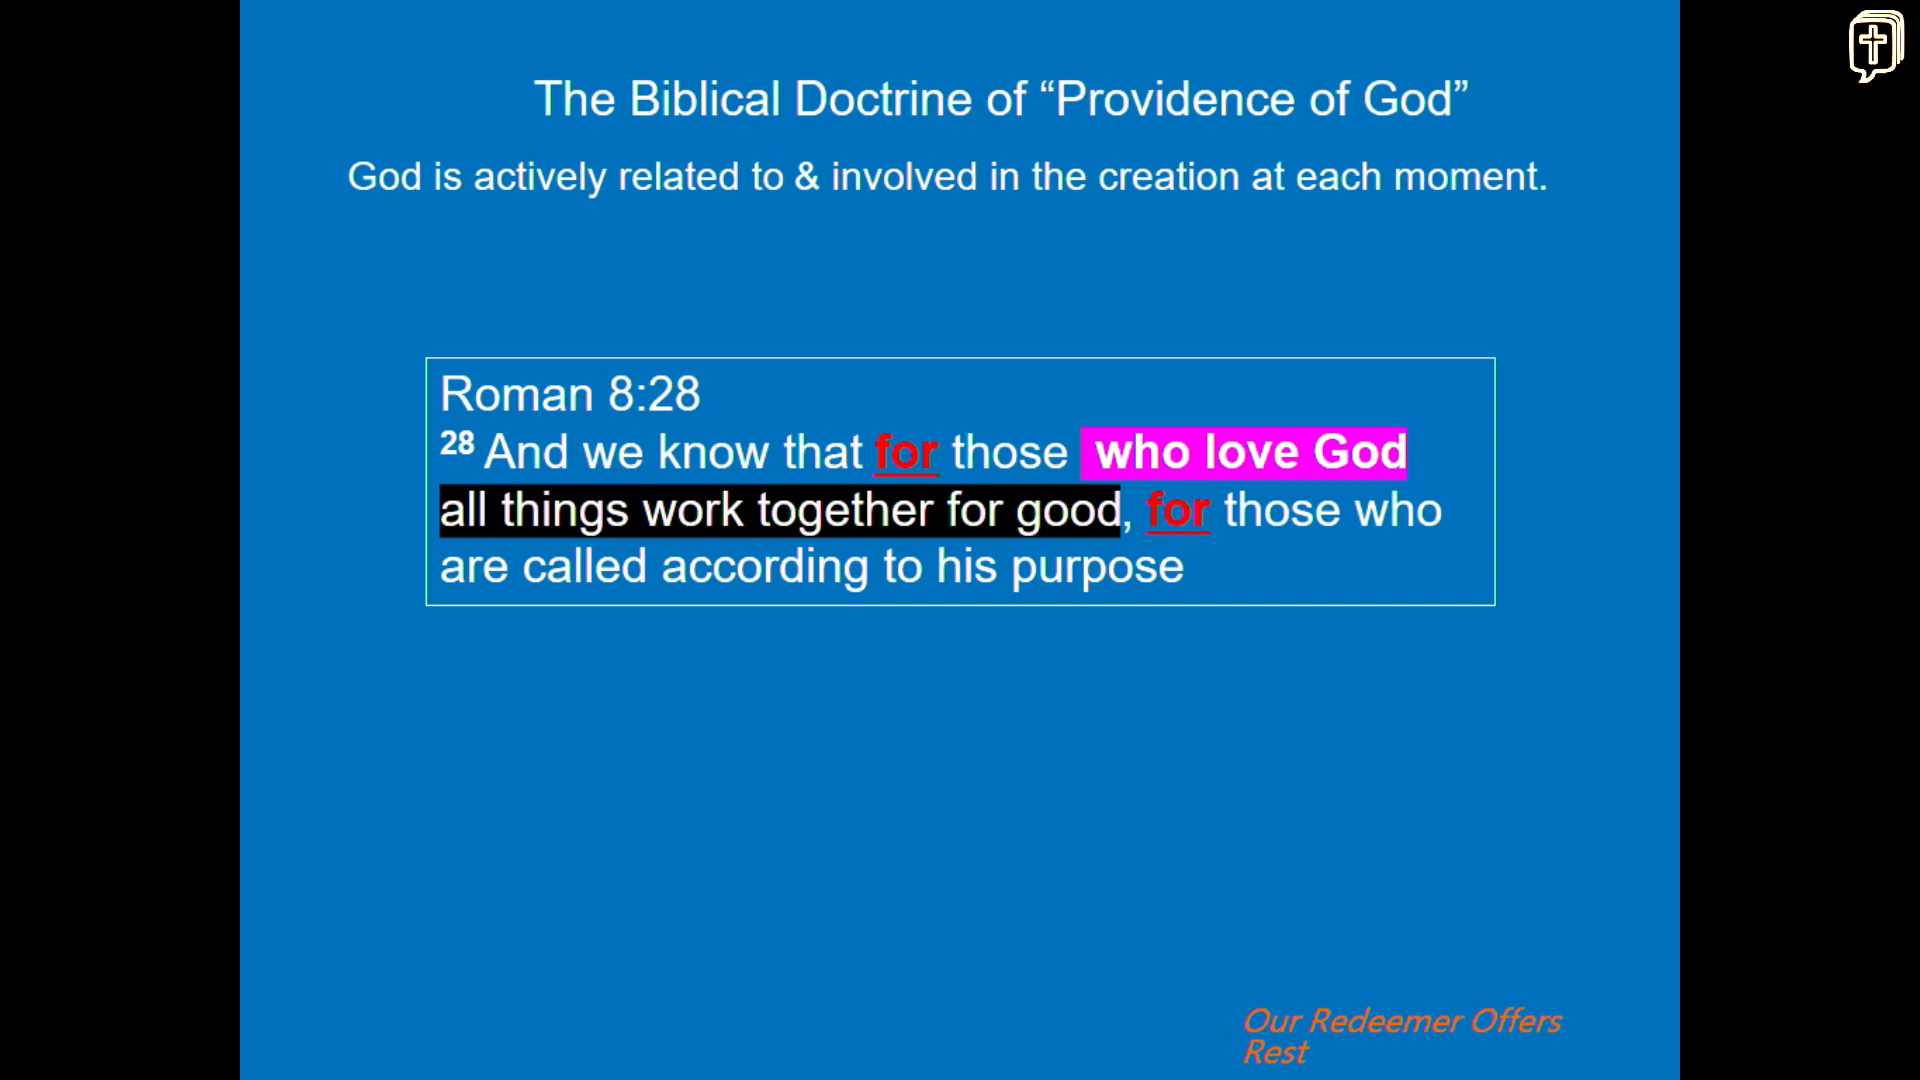 The Biblical Doctrine of “Providence of God”
God is actively related to & involved in the creation at each moment.
Roman 8:28
28 And we know that for those who love God
all things work together for good, for those who
are called according to his purpose
Our Redeemer Offers
Rest